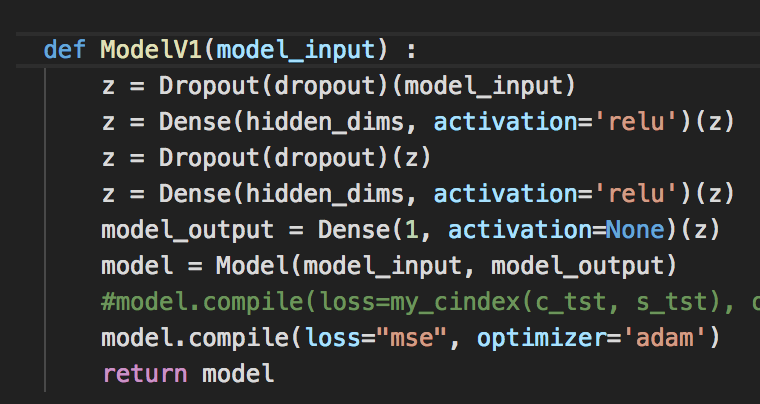 def ModelV1(model_input) :
    z = Dropout(dropout)(model_input)
    z = Dense(hidden_dims, activation='relu')(z)
    z = Dropout(dropout)(z)
    z = Dense(hidden_dims, activation='relu')(z)
    model_output = Dense(1, activation=None)(z)
    model = Model(model_input, model_output)
    #model.compile(loss=my_cindex(c_tst, s_tst),
    model.compile(loss="mse", optimizer='adam')
    return model